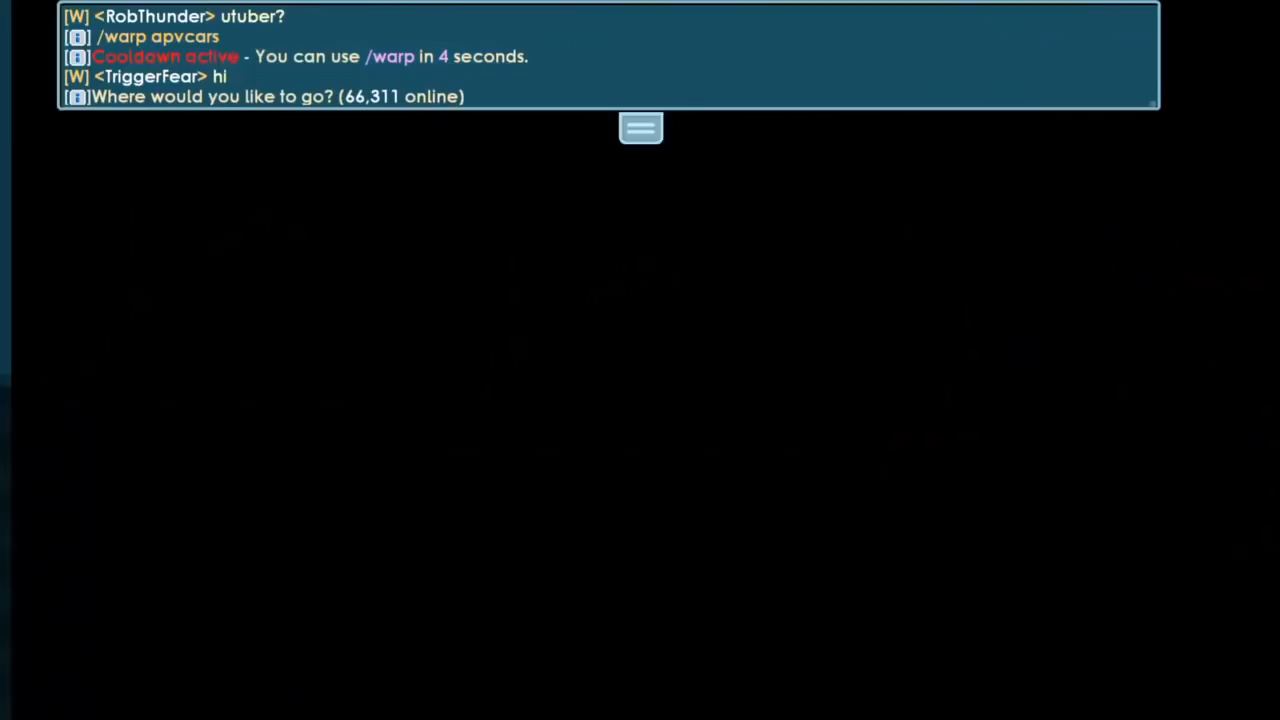 [W] <RobThunder> utuber?
[i] /warp apvcars
[i]Cooldown active - You can use /warp in 4 seconds.
[W] <TriggerFear> hi
[i]Where would you like to go? (66,311 online)